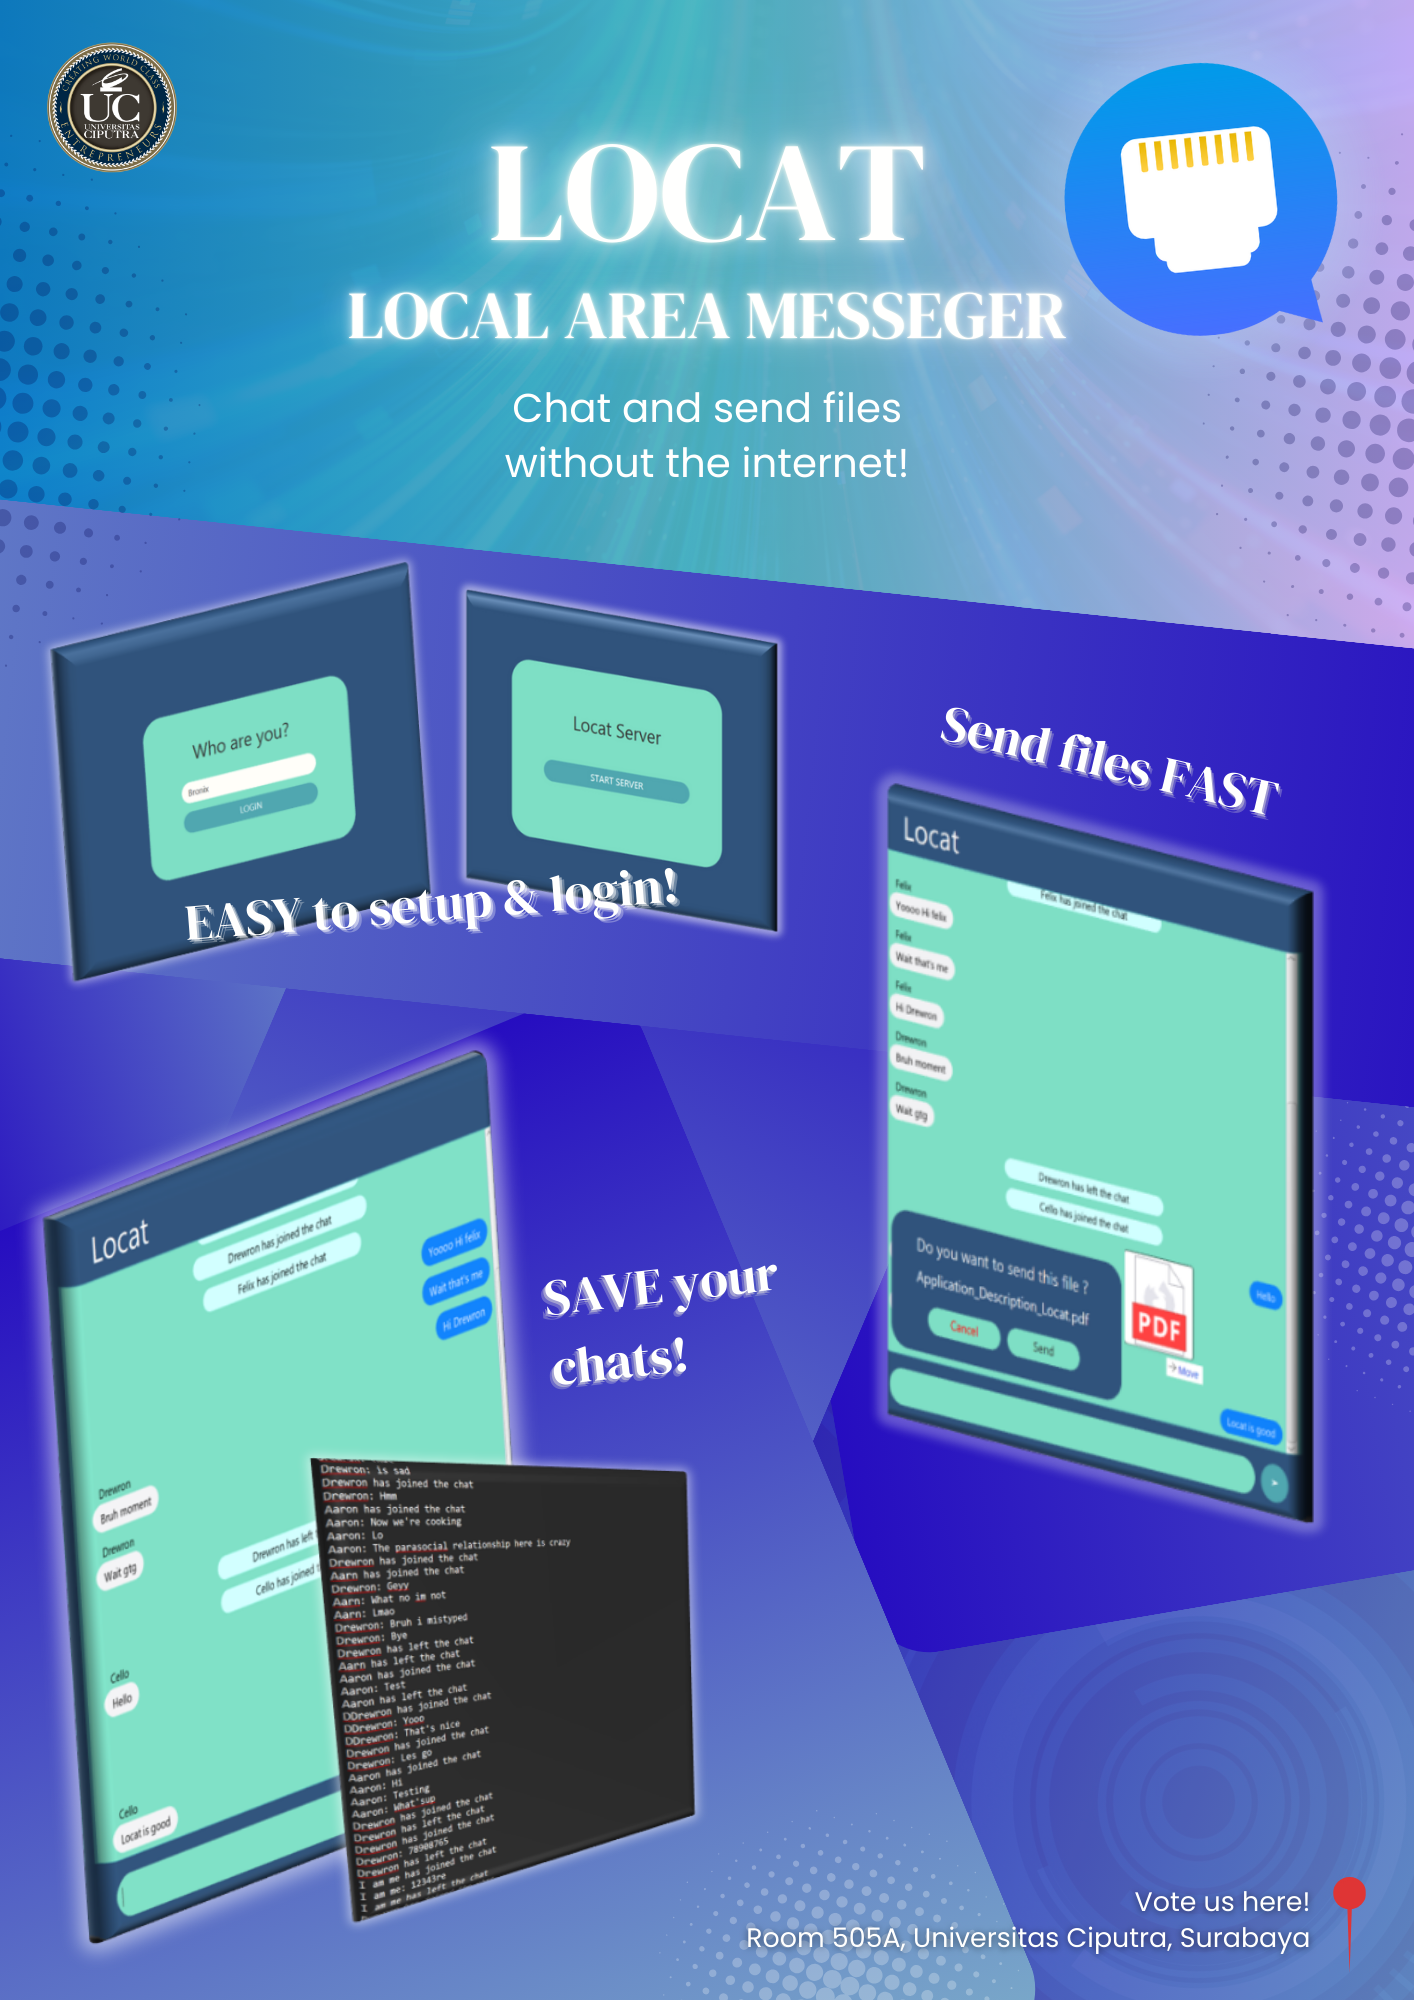 CREATING WORLD CLASS
UC
UNIVERSITAS
CIPUTRA
ENTREPRENEURS
LOCAT
LOCAL AREA MESSEGER
Chat and send files
without the internet!
Who are you?
Bronix
LOGIN
Locat Server
START SERVER
EASY to setup & login!
Send files FAST
Locat
Felix has joined the chat
Felix
Yoooo Hi felix
Felix
Wait that's me
Felix
Hi Drewron
Drewron
Bruh moment
Drewron
Wait gtg
Drewron has left the chat
Cello has joined the chat
Do you want to send this file ?
Application_Description_Locat.pdf
Cancel
Send
PDF
Move
Hello
Locat is good
Locat
Drewron has joined the chat
Felix has joined the chat
Yoooo Hi felix
Wait that's me
Hi Drewron
Drewron
Bruh moment
Drewron
Wait gtg
Drewron has left
Cello has joined
Cello
Hello
Cello
Locat is good
SAVE your
chats!
Drewron: is sad
Drewron has joined the chat
Drewron: Hmm
Aaron has joined the chat
Aaron: Now we're cooking
Aaron: Lo
Aaron: The parasocial relationship here is crazy
Drewron has joined the chat
Aarn has joined the chat
Drewron: Geyy
Aarn: What no im not
Aarn: Lmao
Drewron: Bruh i mistyped
Drewron: Bye
Drewron has left the chat
Aarn has left the chat
Aaron has joined the chat
Aaron: Test
Aaron has left the chat
DDrewron has joined the chat
DDrewron: Yooo
DDrewron: That's nice
Drewron has joined the chat
Drewron: Les go
Aaron has joined the chat
Aaron: Hi
Aaron: Testing
Aaron: What'sup
Drewron has joined the chat
Drewron has left the chat
Drewron has joined the chat
Drewron: 78908765
Drewron has left the chat
I am me has joined the chat
I am me: 12343re
I am me has left the chat
Vote us here!
Room 505A, Universitas Ciputra, Surabaya